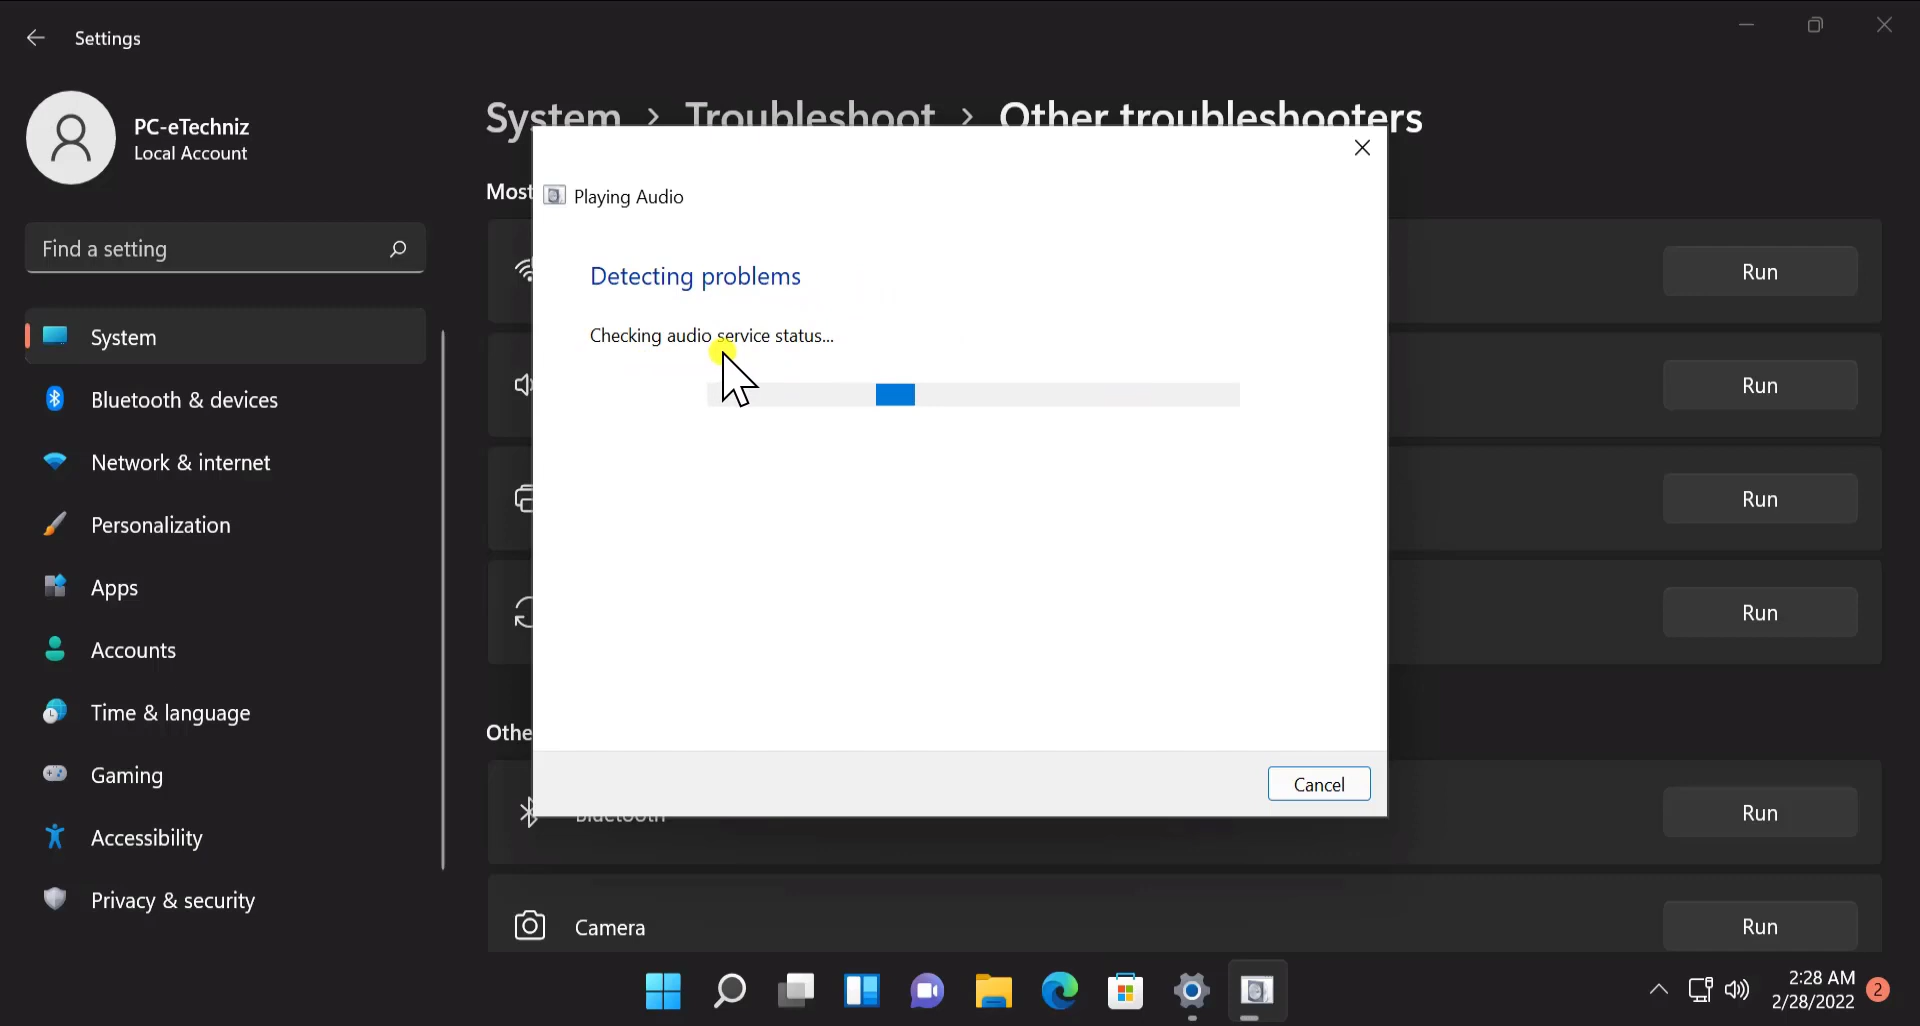 Settings
PC-eTechniz
Local Account
Find a setting
System
Bluetooth & devices
Network & internet
Personalization
Apps
Accounts
Time & language
Gaming
Accessibility
Privacy & security
System > Troubleshoot > Other troubleshooters
Most
Playing Audio
Detecting problems
Checking audio service status...
Cancel
Run
Run
Run
Run
Othe
Bluetooth
Run
Camera
Run
2:28 AM
2/28/2022
2